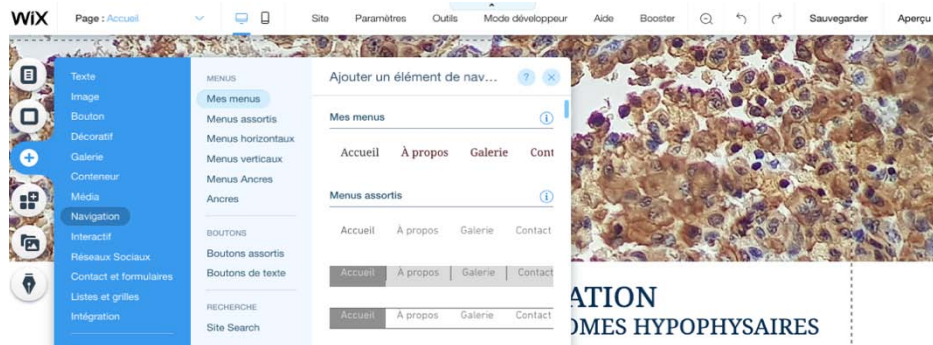 WiX Page : Accueil Site Paramètres Outils Mode développeur Aide Booster Sauvegarder Aperçu
Texte
Image
Bouton
Décoratif
Galerie
Conteneur
Média
Navigation
Interactif
Réseaux Sociaux
Contact et formulaires
Listes et grilles
Intégration
MENUS
Mes menus
Menus assortis
Menus horizontaux
Menus verticaux
Menus Ancres
Ancres
BOUTONS
Boutons assortis
Boutons de texte
RECHERCHE
Site Search
Ajouter un élément de nav... ?
Mes menus
Accueil À propos Galerie Cont
Menus assortis
Accueil À propos Galerie Contact
Accueil À propos Galerie Contact
Accueil À propos Galerie Contact
ATION
OMES HYPOPHYSAIRES